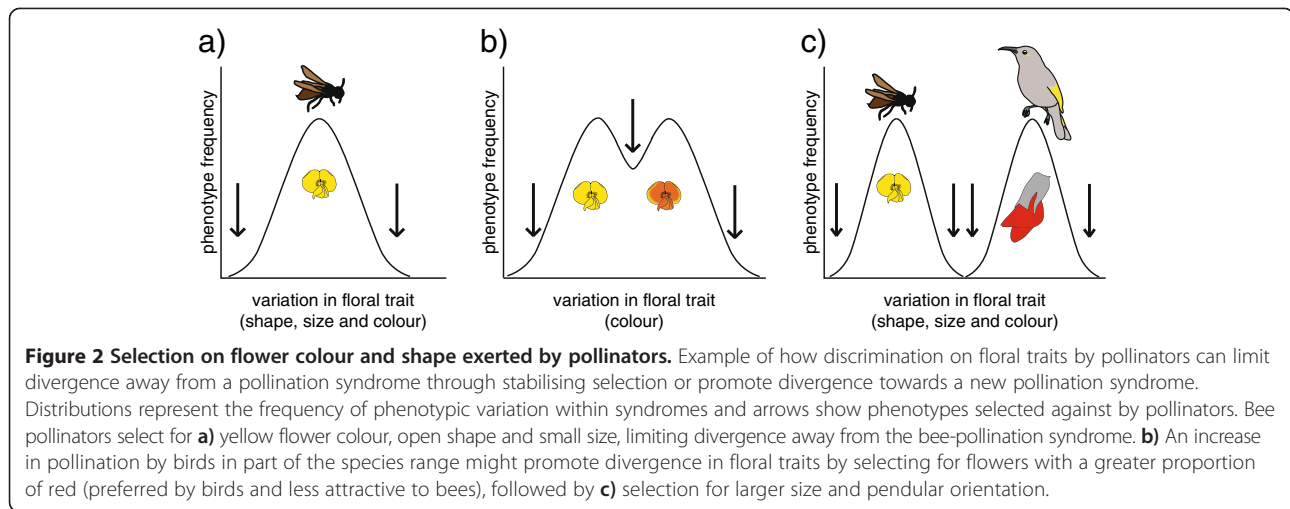 a)
b)
c)
phenotype frequency
phenotype frequency
phenotype frequency
variation in floral trait
(shape, size and colour)
variation in floral trait
(colour)
variation in floral trait
(shape, size and colour)
Figure 2 Selection on flower colour and shape exerted by pollinators. Example of how discrimination on floral traits by pollinators can limit
divergence away from a pollination syndrome through stabilising selection or promote divergence towards a new pollination syndrome.
Distributions represent the frequency of phenotypic variation within syndromes and arrows show phenotypes selected against by pollinators. Bee
pollinators select for a) yellow flower colour, open shape and small size, limiting divergence away from the bee-pollination syndrome. b) An increase
in pollination by birds in part of the species range might promote divergence in floral traits by selecting for flowers with a greater proportion
of red (preferred by birds and less attractive to bees), followed by c) selection for larger size and pendular orientation.